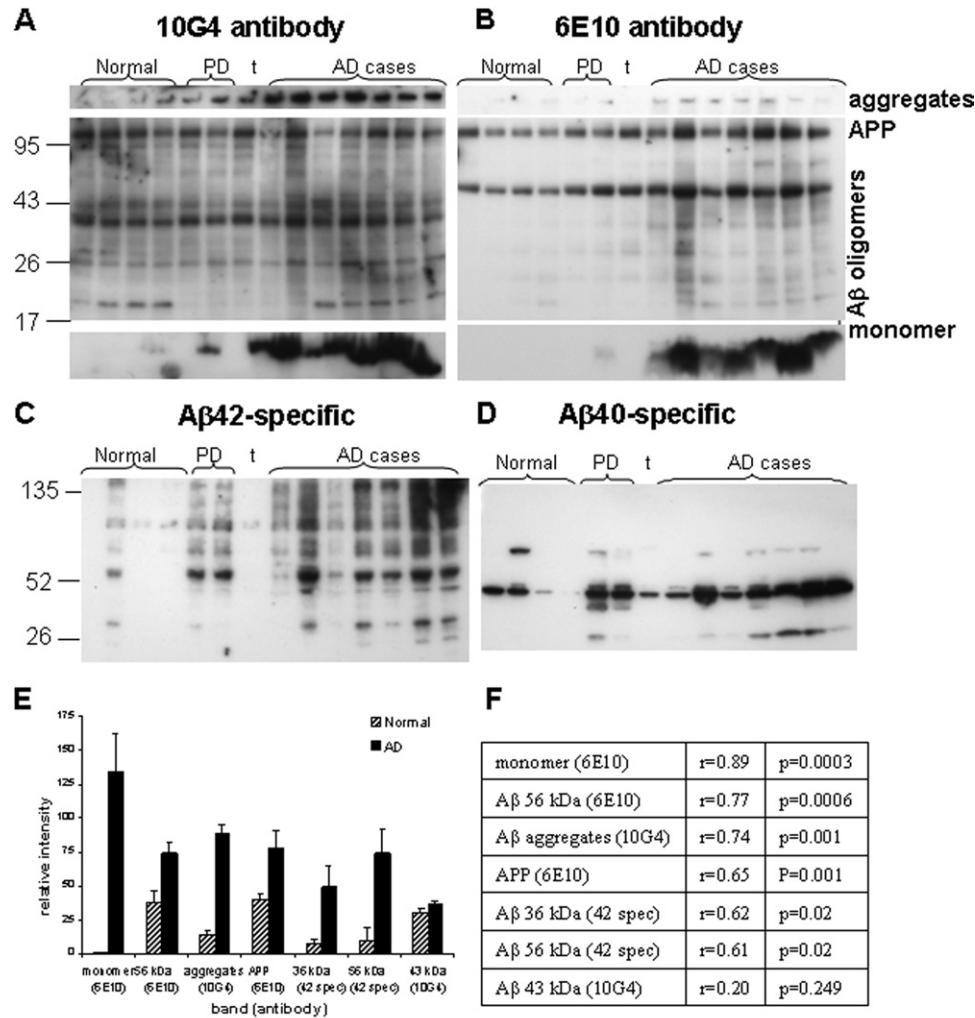 A
10G4 antibody
Normal PD t AD cases
95
43
26
17
B
6E10 antibody
Normal PD t AD cases
aggregates
APP
Aβ oligomers
monomer
C
Aβ42-specific
Normal PD t AD cases
135
52
26
D
Aβ40-specific
Normal PD t AD cases
E
175
150
125
100
75
50
25
0
relative intensity
Normal
AD
monomer 56 kDa aggregates APP 36 kDa 56 kDa 43 kDa
(6E10) (6E10) (10G4) (6E10) (42 spec) (42 spec) (10G4)
band (antibody)
F
monomer (6E10) r=0.89 p=0.0003
Aβ 56 kDa (6E10) r=0.77 p=0.0006
Aβ aggregates (10G4) r=0.74 p=0.001
APP (6E10) r=0.65 P=0.001
Aβ 36 kDa (42 spec) r=0.62 p=0.02
Aβ 56 kDa (42 spec) r=0.61 p=0.02
Aβ 43 kDa (10G4) r=0.20 p=0.249